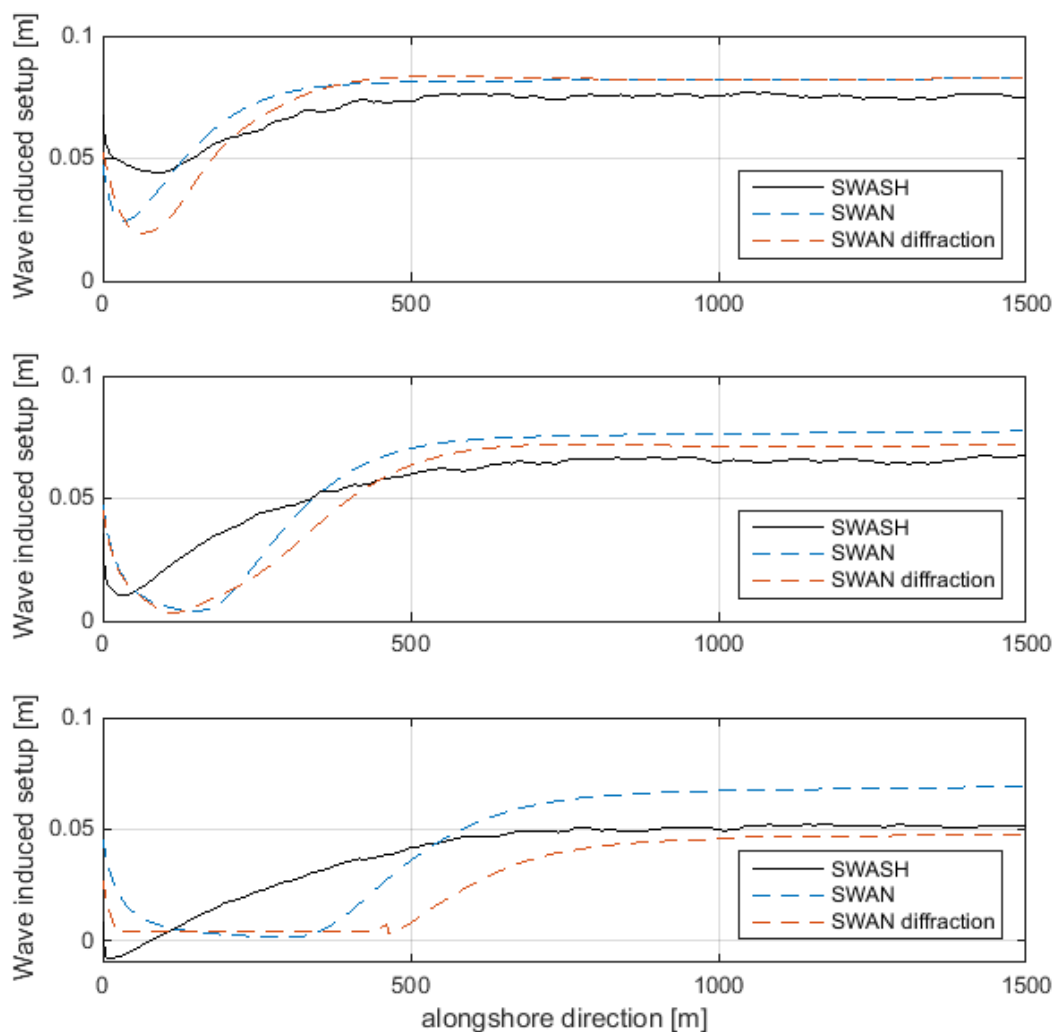 Wave induced setup [m]
0.1
0.05
0
0
500
1000
1500
SWASH
SWAN
SWAN diffraction
Wave induced setup [m]
0.1
0.05
0
0
500
1000
1500
SWASH
SWAN
SWAN diffraction
Wave induced setup [m]
0.1
0.05
0
0
500
1000
1500
SWASH
SWAN
SWAN diffraction
alongshore direction [m]